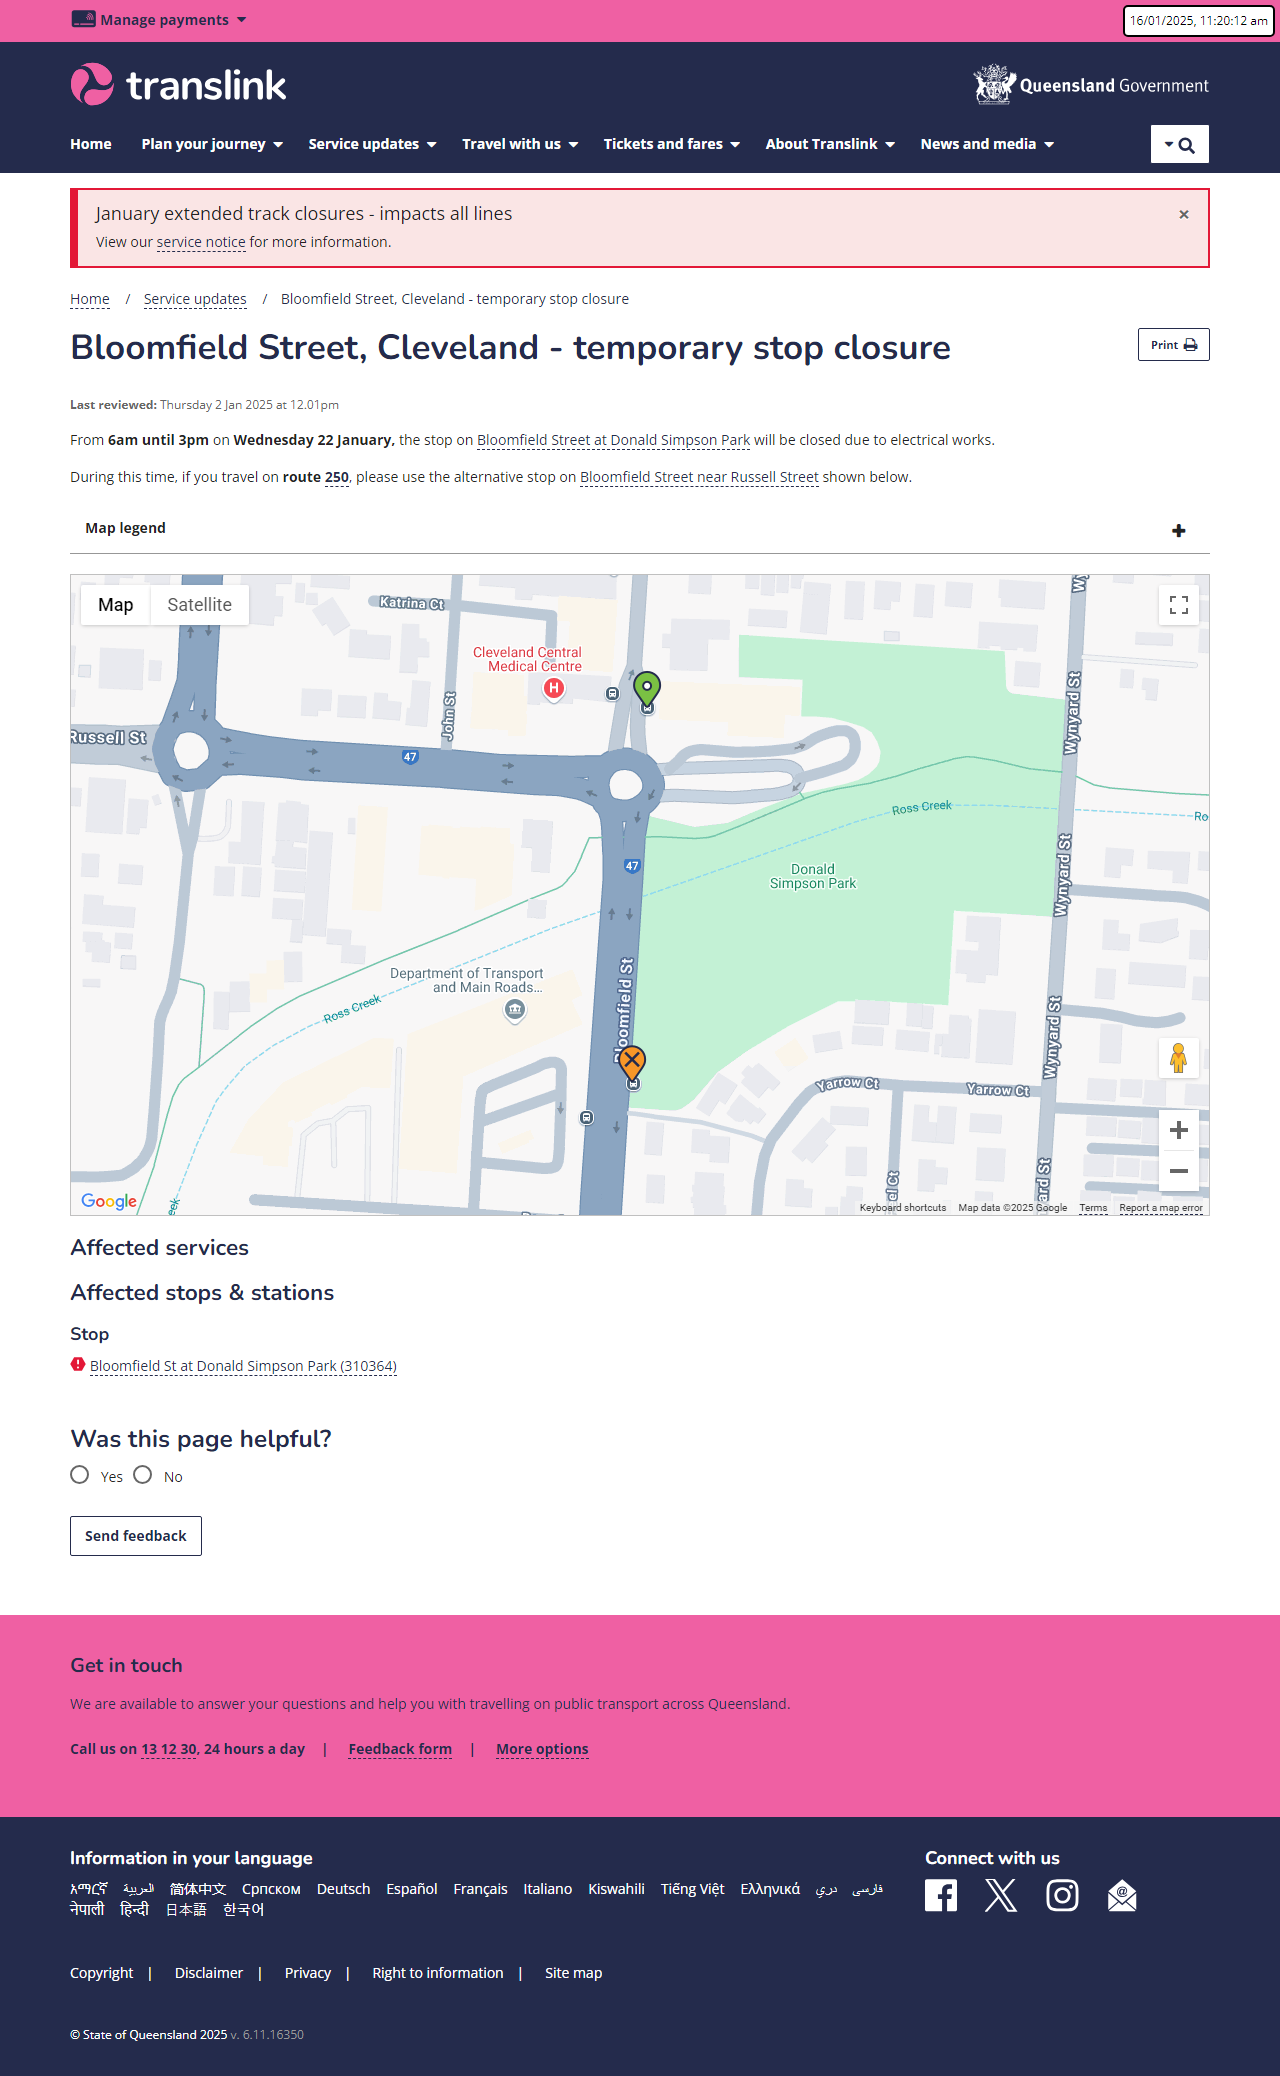 Manage payments
16/01/2025, 11:20:12 am
translink
Queensland Government
Home Plan your journey Service updates Travel with us Tickets and fares About Translink News and media
January extended track closures - impacts all lines
×
View our service notice for more information.
Home / Service updates / Bloomfield Street, Cleveland - temporary stop closure
Bloomfield Street, Cleveland - temporary stop closure
Print
Last reviewed: Thursday 2 Jan 2025 at 12.01pm
From 6am until 3pm on Wednesday 22 January, the stop on Bloomfield Street at Donald Simpson Park will be closed due to electrical works.
During this time, if you travel on route 250, please use the alternative stop on Bloomfield Street near Russell Street shown below.
Map legend
Map Satellite
Katrina Ct
Wy
Cleveland Central
Medical Centre
H
John St
Wynyard St
Russell St
47
Ross Creek
Ro
47
Donald
Simpson Park
Wynyard St
Department of Transport
and Main Roads...
Ross Creek
Bloomfield St
Wynyard St
Yarrow Ct
Yarrow Ct
ard St
el Ct
eek
Google
Keyboard shortcuts Map data ©2025 Google Terms Report a map error
Affected services
Affected stops & stations
Stop
Bloomfield St at Donald Simpson Park (310364)
Was this page helpful?
Yes No
Send feedback
Get in touch
We are available to answer your questions and help you with travelling on public transport across Queensland.
Call us on 13 12 30, 24 hours a day | Feedback form | More options
Information in your language
Connect with us
አማርኛ العربية 简体中文 Српском Deutsch Español Français Italiano Kiswahili Tiếng Việt Ελληνικά دري فارسی
नेपाली हिन्दी 日本語 한국어
Copyright | Disclaimer | Privacy | Right to information | Site map
© State of Queensland 2025 v. 6.11.16350